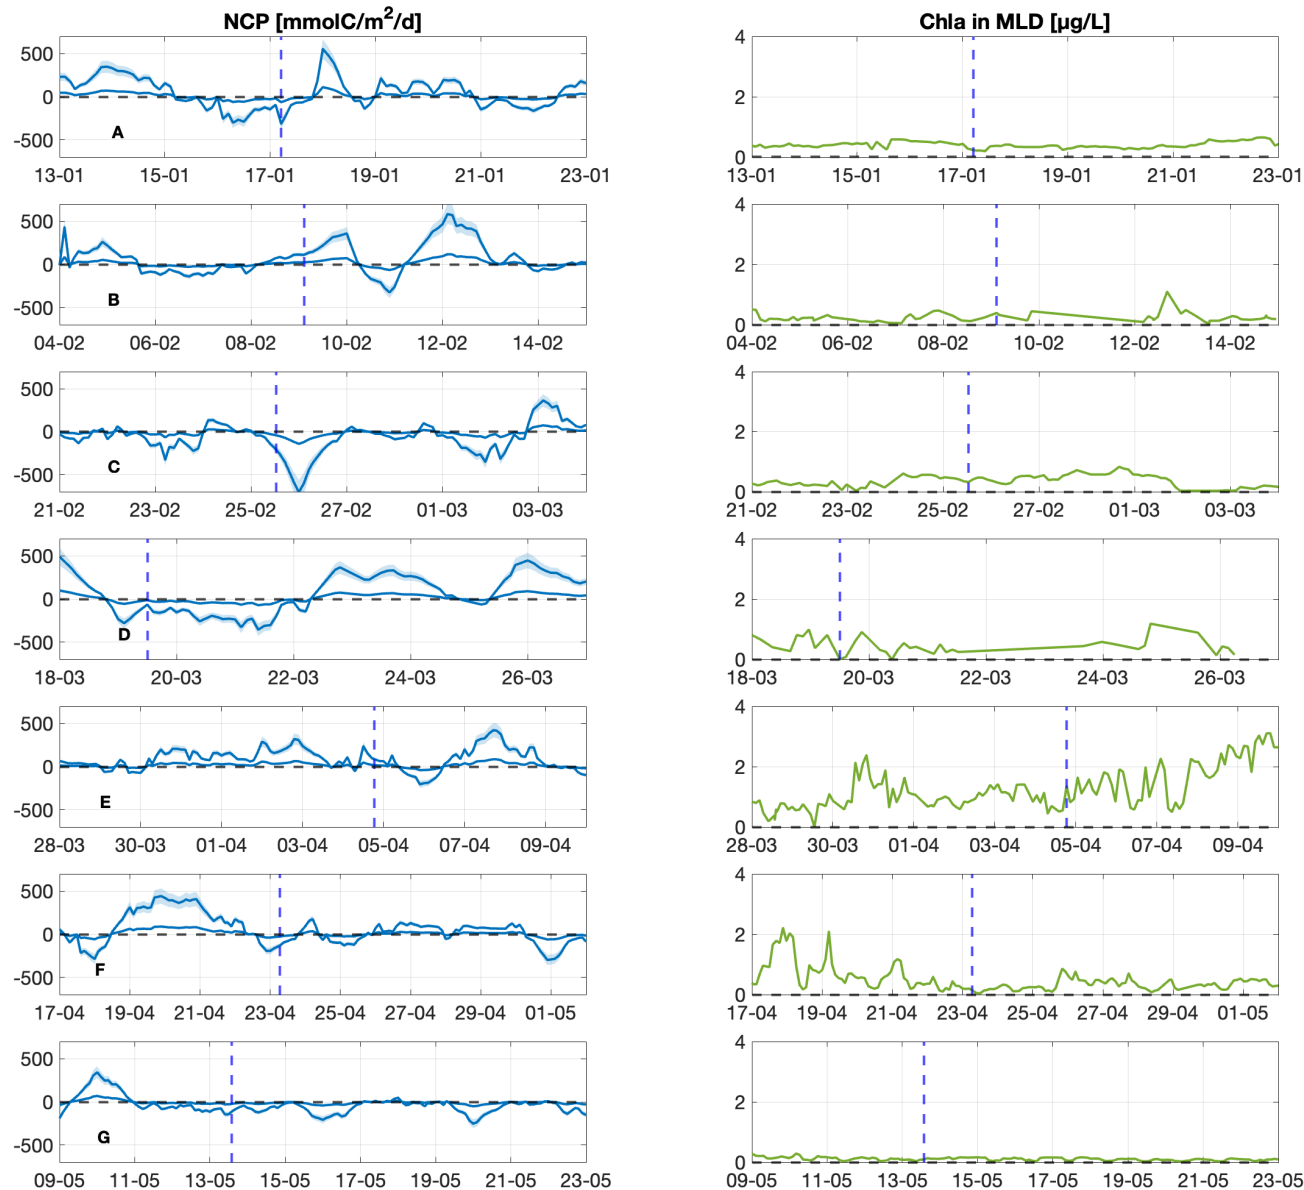 NCP [mmolC/m²/d] Chla in MLD [µg/L]
500 4
0 2
-500 0
A
13-01 15-01 17-01 19-01 21-01 23-01 13-01 15-01 17-01 19-01 21-01 23-01
500 4
0 2
-500 0
B
04-02 06-02 08-02 10-02 12-02 14-02 04-02 06-02 08-02 10-02 12-02 14-02
500 4
0 2
-500 0
C
21-02 23-02 25-02 27-02 01-03 03-03 21-02 23-02 25-02 27-02 01-03 03-03
500 4
0 2
-500 0
D
18-03 20-03 22-03 24-03 26-03 18-03 20-03 22-03 24-03 26-03
500 4
0 2
-500 0
E
28-03 30-03 01-04 03-04 05-04 07-04 09-04 28-03 30-03 01-04 03-04 05-04 07-04 09-04
500 4
0 2
-500 0
F
17-04 19-04 21-04 23-04 25-04 27-04 29-04 01-05 17-04 19-04 21-04 23-04 25-04 27-04 29-04 01-05
500 4
0 2
-500 0
G
09-05 11-05 13-05 15-05 17-05 19-05 21-05 23-05 09-05 11-05 13-05 15-05 17-05 19-05 21-05 23-05